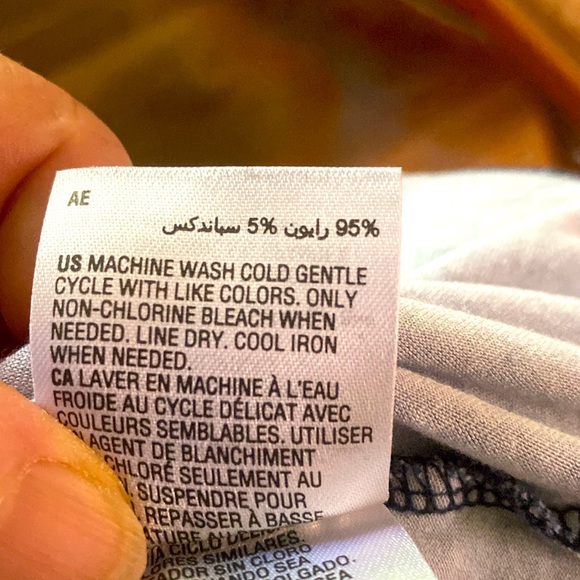 AE
95% رايون 5% سباندكس
US MACHINE WASH COLD GENTLE
CYCLE WITH LIKE COLORS. ONLY
NON-CHLORINE BLEACH WHEN
NEEDED. LINE DRY. COOL IRON
WHEN NEEDED.
CA LAVER EN MACHINE À L'EAU
FROIDE AU CYCLE DÉLICAT AVEC
COULEURS SEMBLABLES. UTILISER
AGENT DE BLANCHIMENT
CHLORÉ SEULEMENT AU
SUSPENDRE POUR
REPASSER À BASSE
CICLO
SIMILARES.
SIN CLORO
SEA